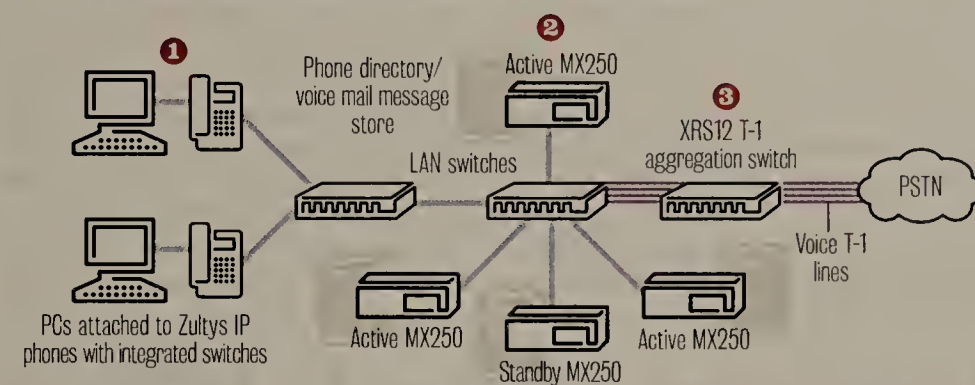 1
2
Phone directory/
voice mail message
store
Active MX250
3
XRS12 T-1
aggregation switch
LAN switches
PSTN
Voice T-1
lines
PCs attached to Zultys IP
phones with integrated switches
Active MX250
Standby MX250
Active MX250